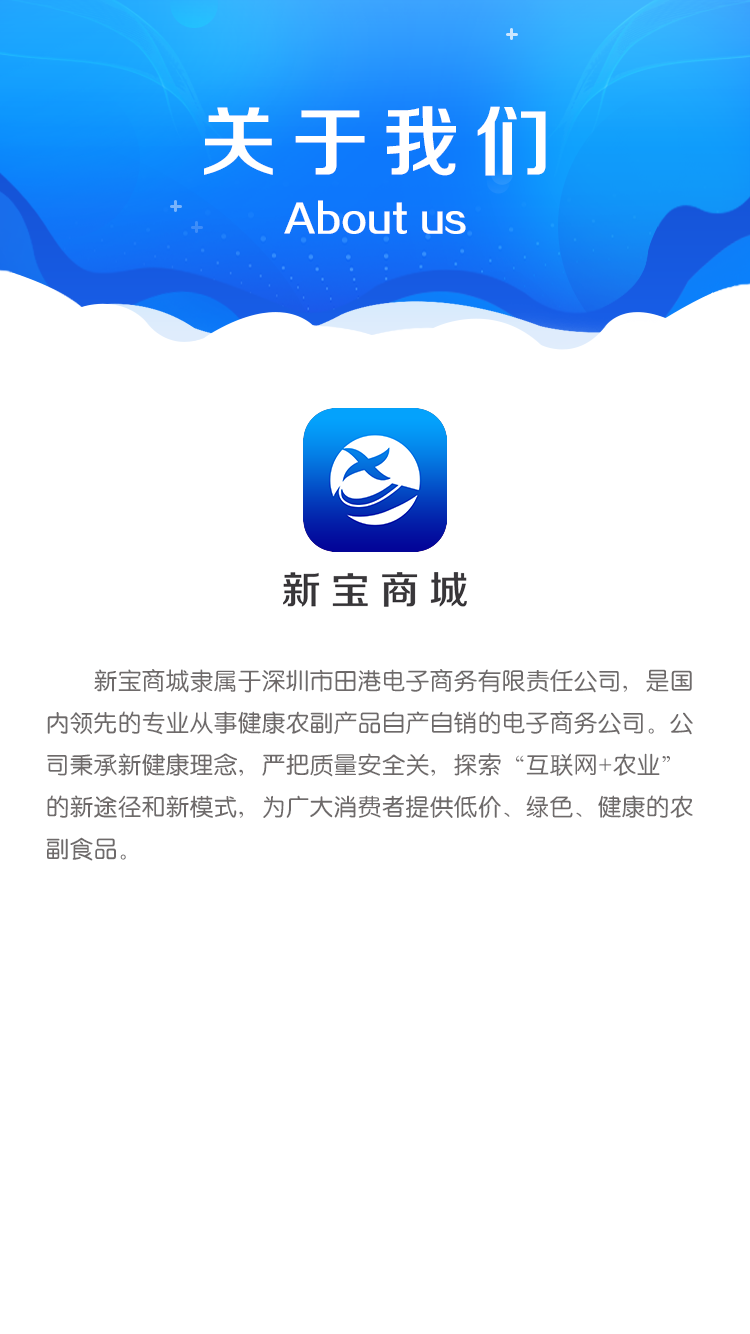 关于我们
About us
新宝商城
新宝商城隶属于深圳市田港电子商务有限责任公司，是国
内领先的专业从事健康农副产品自产自销的电子商务公司。公
司秉承新健康理念，严把质量安全关，探索“互联网+农业”
的新途径和新模式，为广大消费者提供低价、绿色、健康的农
副食品。